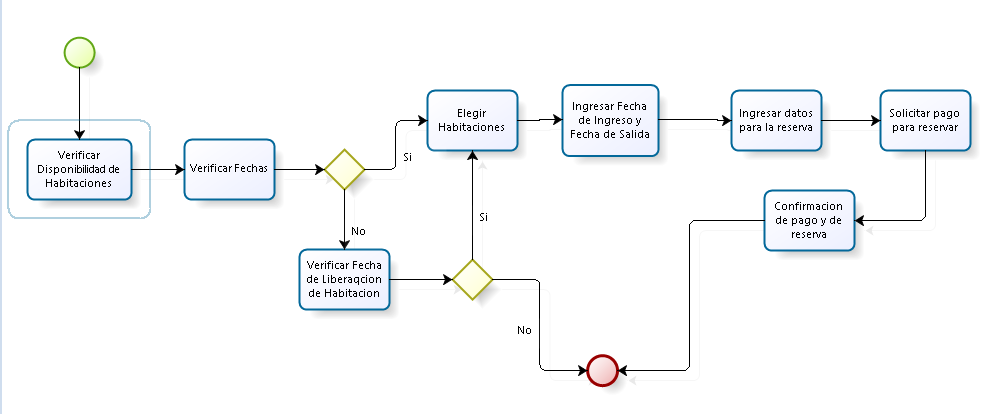 Verificar
Disponibilidad de
Habitaciones
Verificar Fechas
Si
No
Elegir
Habitaciones
Ingresar Fecha
de Ingreso y
Fecha de Salida
Ingresar datos
para la reserva
Solicitar pago
para reservar
Confirmacion
de pago y de
reserva
Verificar Fecha
de Liberaqcion
de Habitacion
Si
No